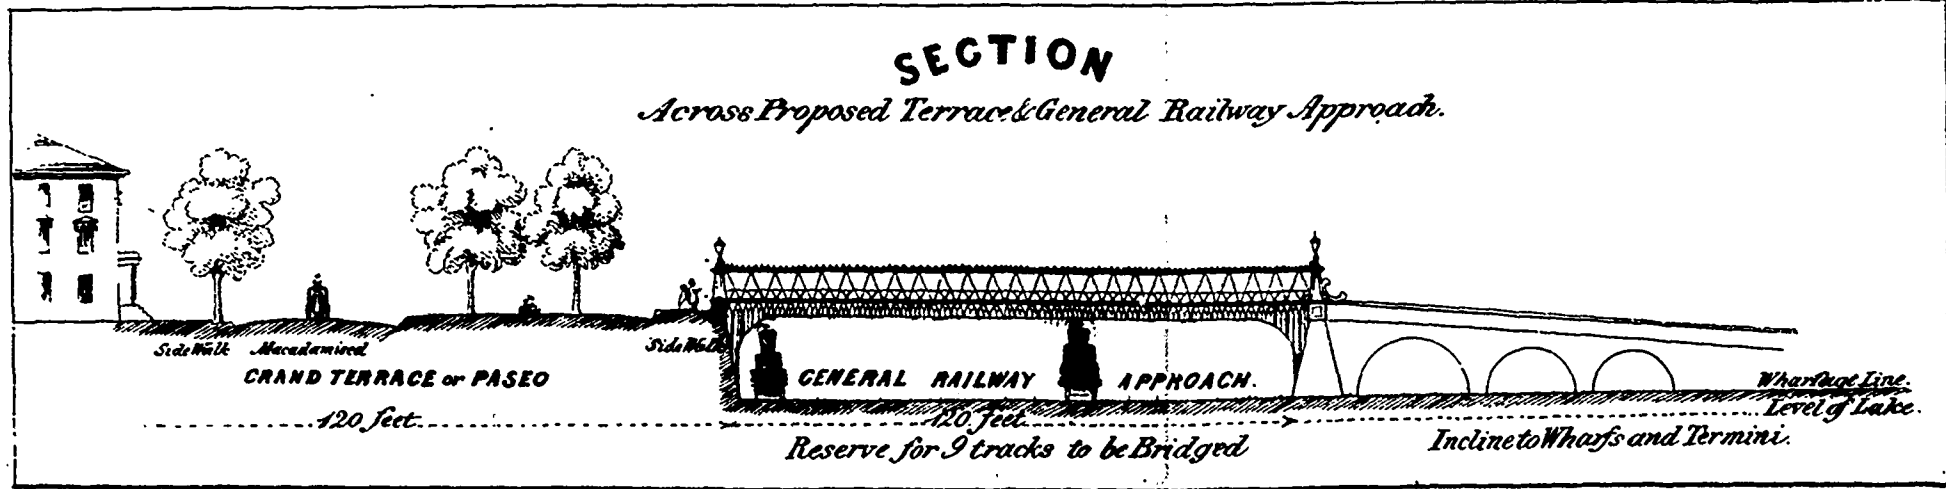 SECTION
Across Proposed Terrace & General Railway Approach.
Side Walk Macadamised Side Walk
GRAND TERRACE or PASEO
GENERAL RAILWAY APPROACH.
Wharfage Line.
120 feet 120 feet Level of Lake.
Reserve for 9 tracks to be Bridged
Incline to Wharfs and Termini.